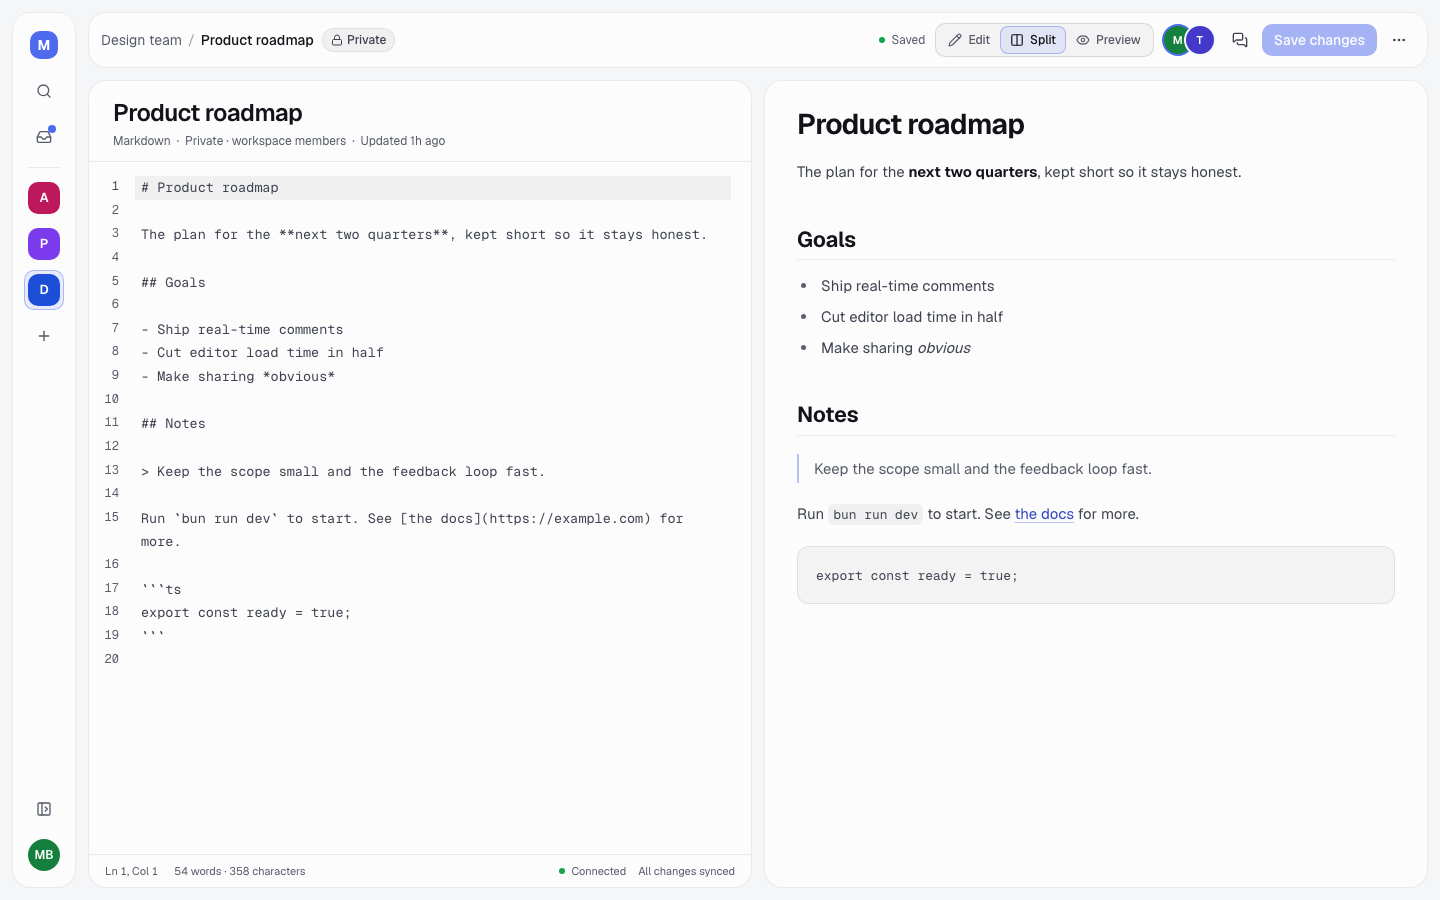 M
A
P
D
MB
Design team / Product roadmap Private
Saved Edit Split Preview M T Save changes
Product roadmap
Markdown · Private · workspace members · Updated 1h ago
1 # Product roadmap
2
3 The plan for the **next two quarters**, kept short so it stays honest.
4
5 ## Goals
6
7 - Ship real-time comments
8 - Cut editor load time in half
9 - Make sharing *obvious*
10
11 ## Notes
12
13 > Keep the scope small and the feedback loop fast.
14
15 Run `bun run dev` to start. See [the docs](https://example.com) for
more.
16
17 ```ts
18 export const ready = true;
19 ```
20
Ln 1, Col 1 54 words · 358 characters Connected All changes synced
Product roadmap
The plan for the next two quarters, kept short so it stays honest.
Goals
• Ship real-time comments
• Cut editor load time in half
• Make sharing obvious
Notes
Keep the scope small and the feedback loop fast.
Run bun run dev to start. See the docs for more.
export const ready = true;